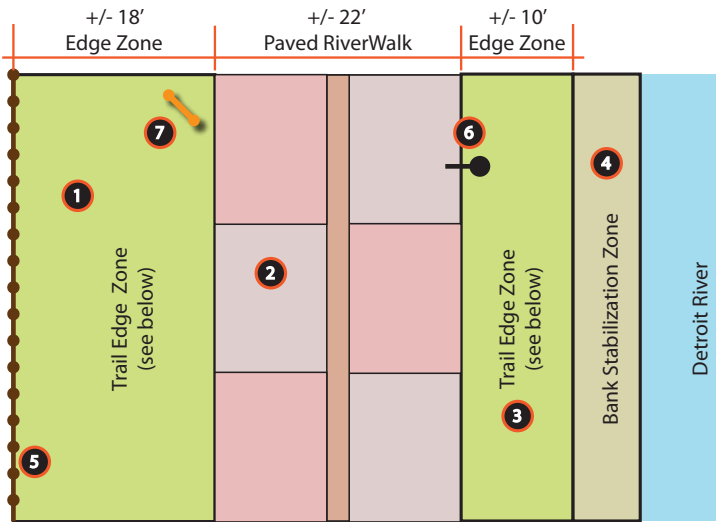 +/- 18’
Edge Zone
+/- 22’
Paved RiverWalk
+/- 10’
Edge Zone
7
6
4
1
2
Trail Edge Zone
(see below)
Trail Edge Zone
(see below)
Bank Stabilization Zone
Detroit River
3
5